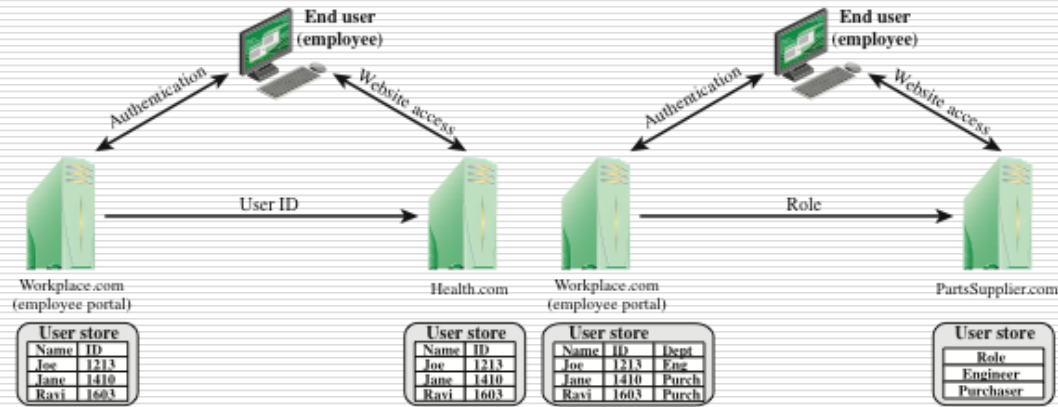 End user
(employee)
Authentication
Website access
User ID
Workplace.com
(employee portal)
Health.com
User store
Name ID
Joe 1213
Jane 1410
Ravi 1603
User store
Name ID
Joe 1213
Jane 1410
Ravi 1603
End user
(employee)
Authentication
Website access
Role
Workplace.com
(employee portal)
PartsSupplier.com
User store
Name ID Dept
Joe 1213 Eng
Jane 1410 Purch
Ravi 1603 Purch
User store
Role
Engineer
Purchaser